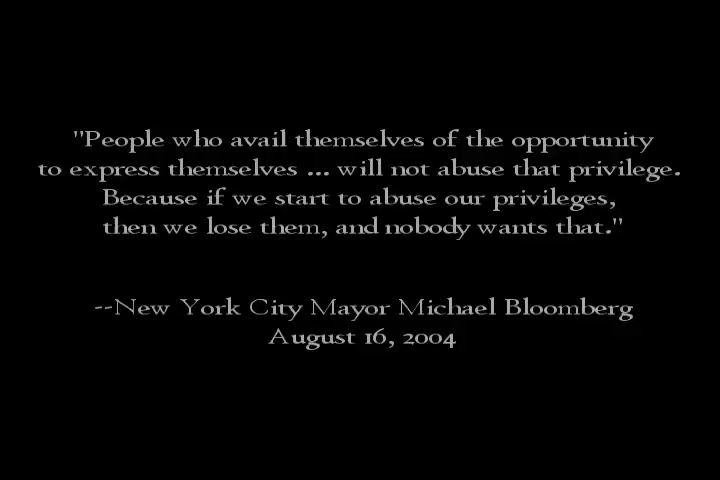 "People who avail themselves of the opportunity
to express themselves ... will not abuse that privilege.
Because if we start to abuse our privileges,
then we lose them, and nobody wants that."
--New York City Mayor Michael Bloomberg
August 16, 2004